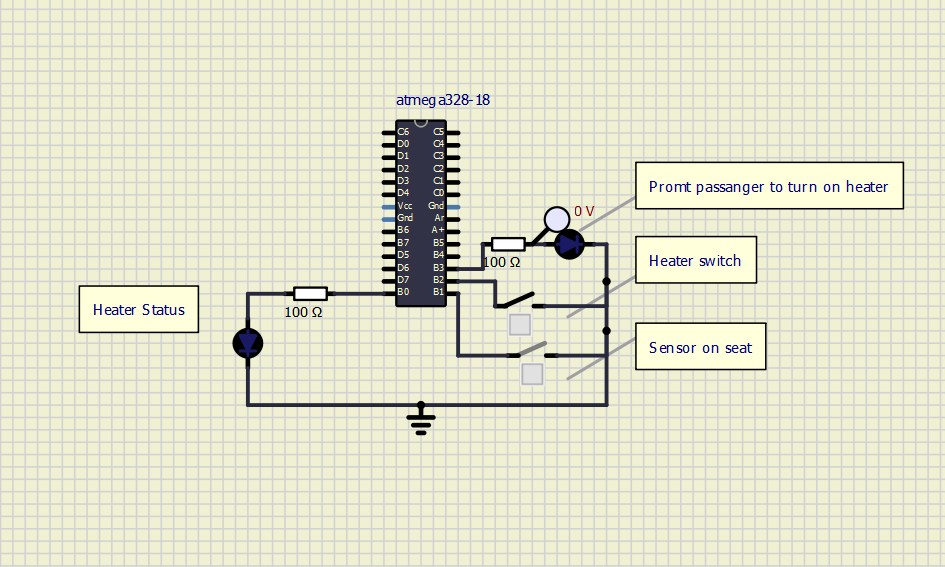 atmega328-18
C6 C5
D0 C4
D1 C3
D2 C2
D3 C1
D4 C0
Vcc Gnd
Gnd Ar
B6 A+
B7 B5
D5 B4
D6 B3
D7 B2
B0 B1
Promt passanger to turn on heater
0 V
100 Ω
Heater switch
Heater Status
100 Ω
Sensor on seat